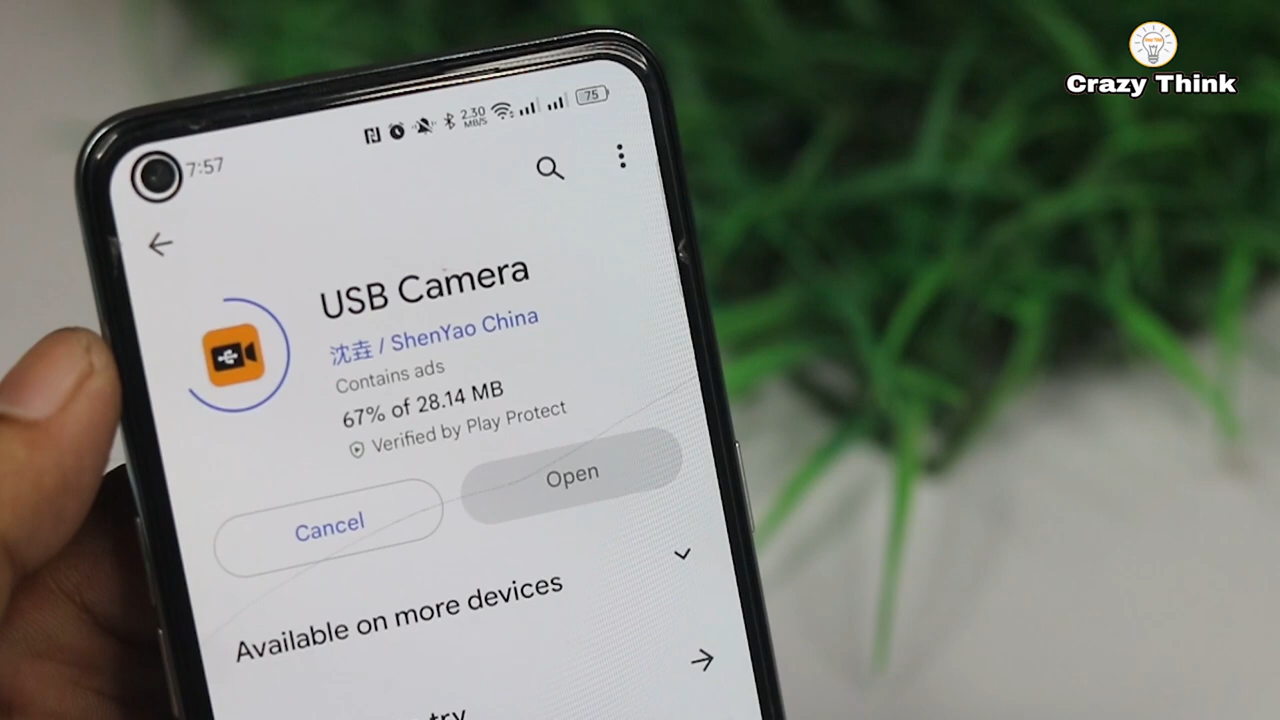 Crazy Think
7:57
2.30
MB/S
75
USB Camera
沈垚 / ShenYao China
Contains ads
67% of 28.14 MB
Verified by Play Protect
Cancel
Open
Available on more devices